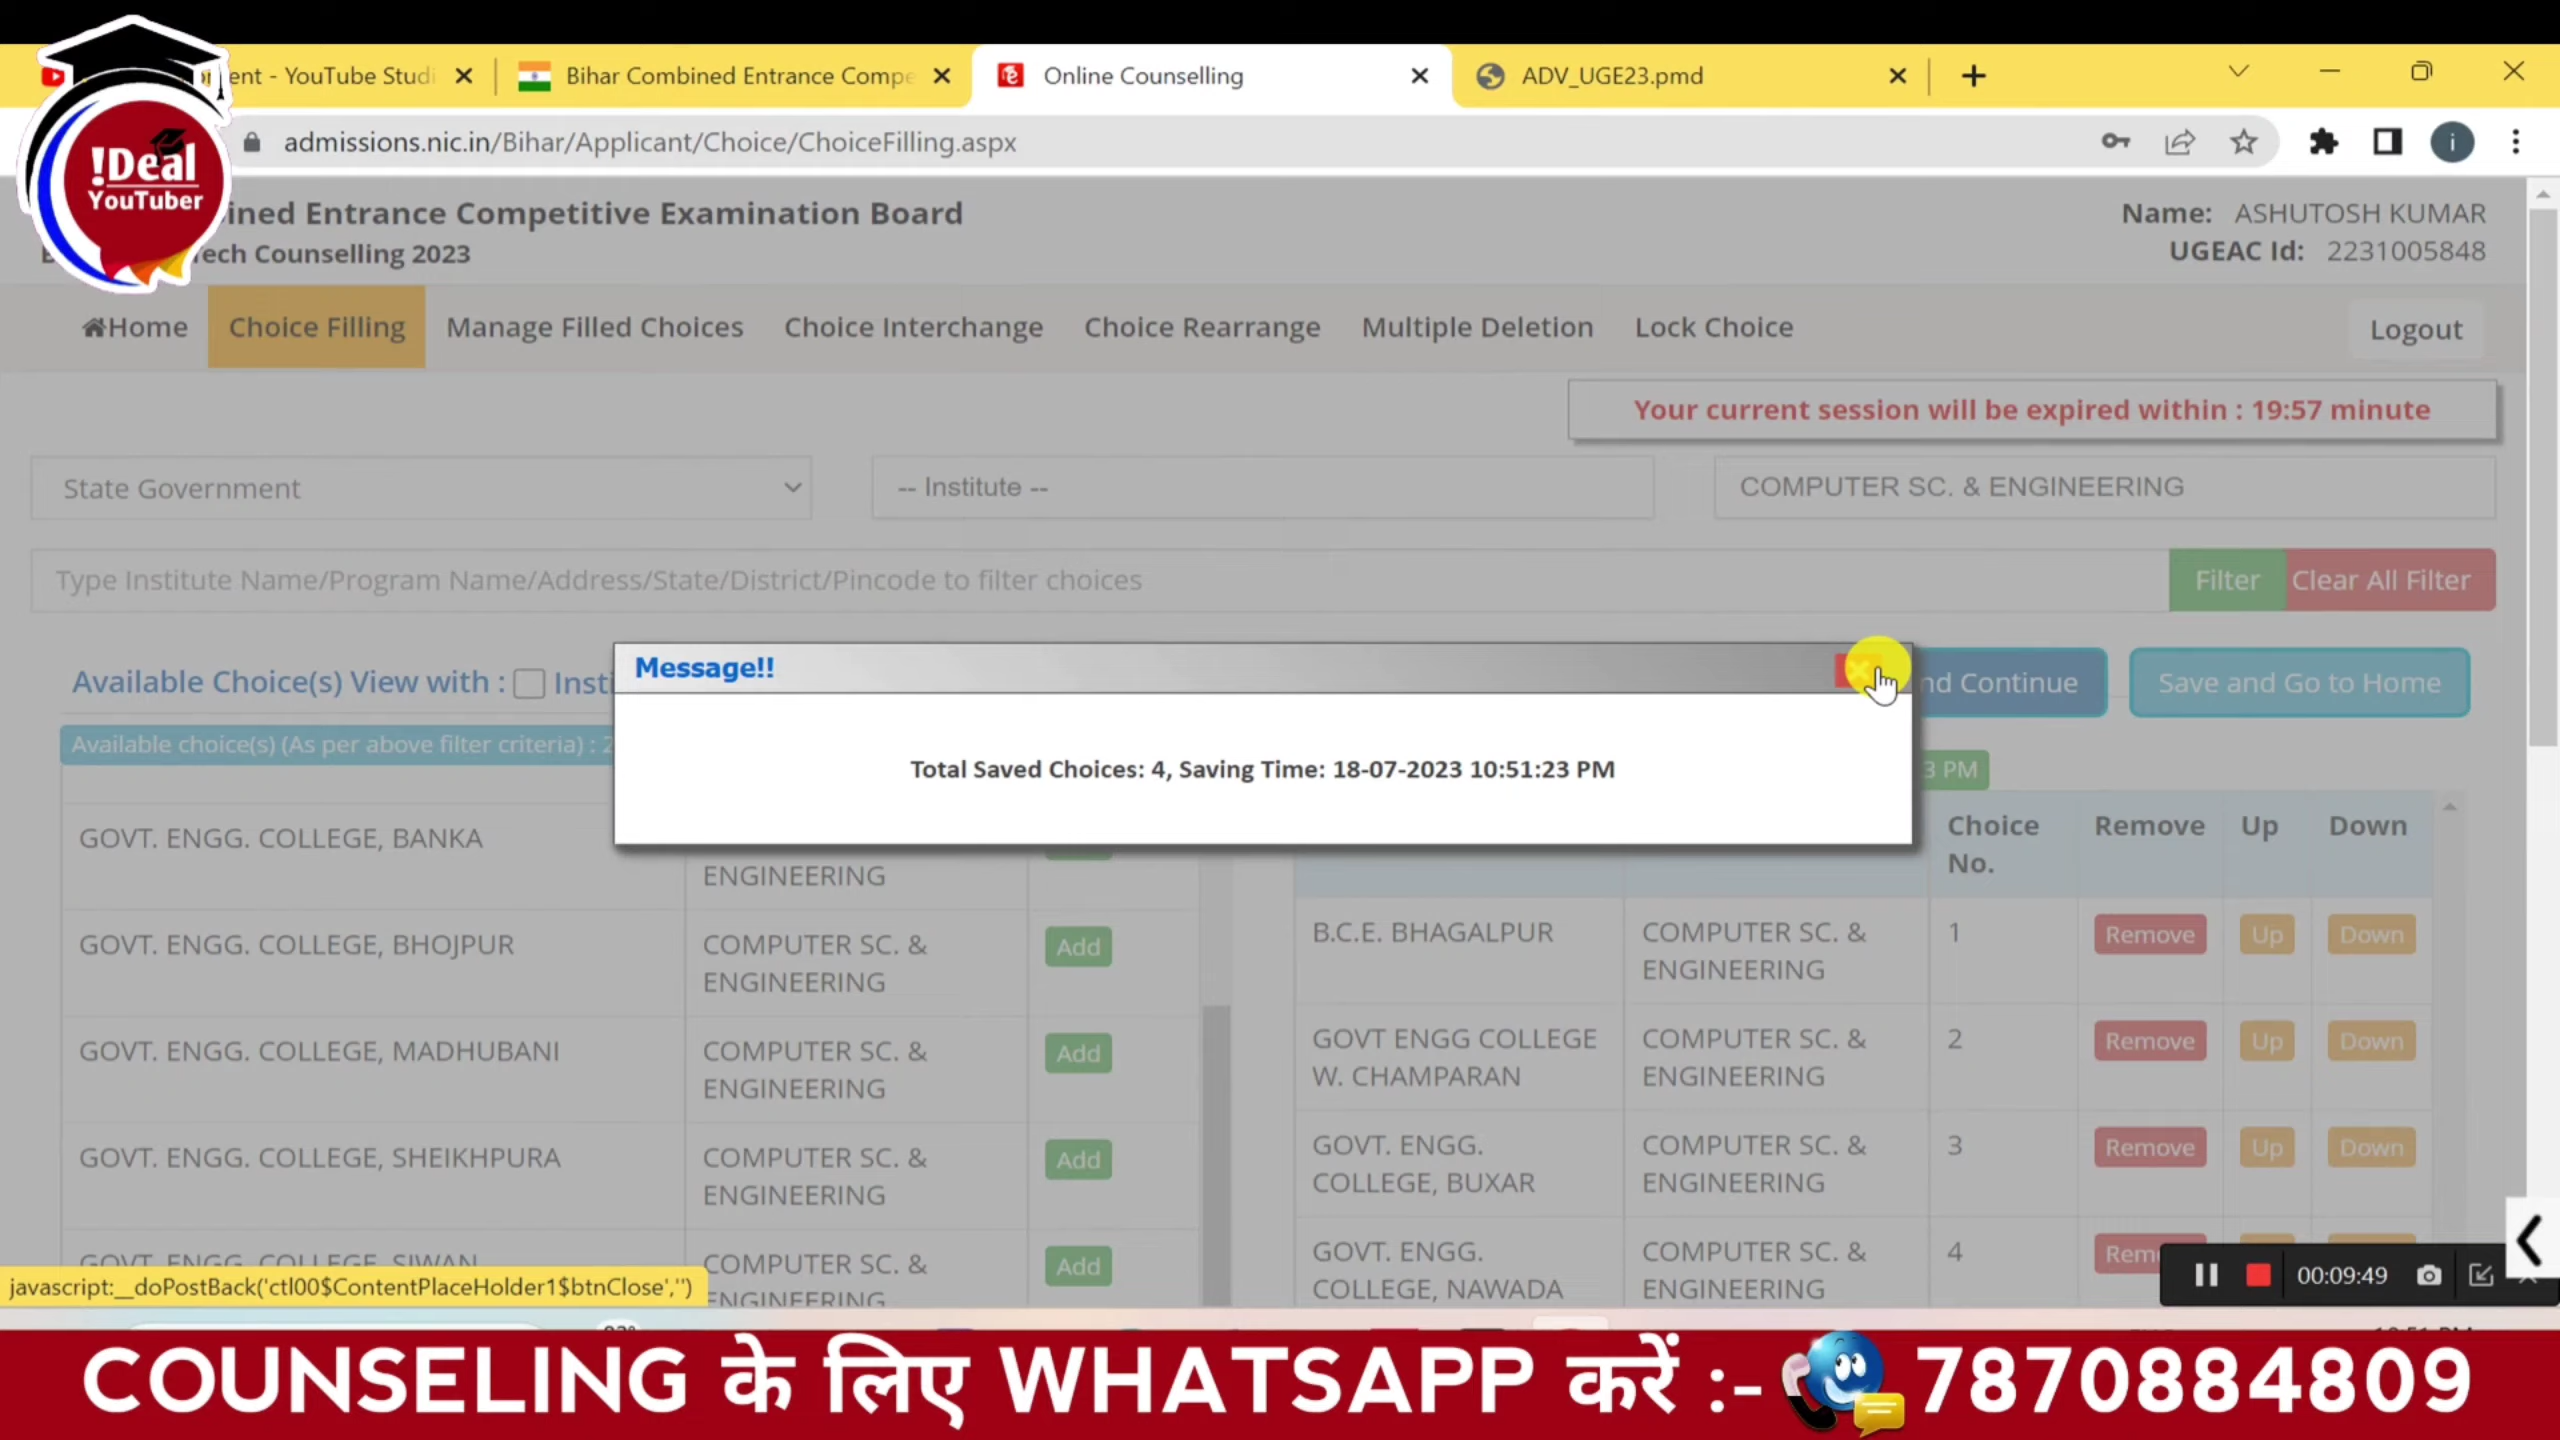 ent - YouTube Studi
Bihar Combined Entrance Compe
Online Counselling
ADV_UGE23.pmd
!Deal
YouTuber
admissions.nic.in/Bihar/Applicant/Choice/ChoiceFilling.aspx
ined Entrance Competitive Examination Board
ech Counselling 2023
Name: ASHUTOSH KUMAR
UGEAC Id: 2231005848
Home
Choice Filling
Manage Filled Choices
Choice Interchange
Choice Rearrange
Multiple Deletion
Lock Choice
Logout
Your current session will be expired within : 19:57 minute
State Government
-- Institute --
COMPUTER SC. & ENGINEERING
Type Institute Name/Program Name/Address/State/District/Pincode to filter choices
Filter
Clear All Filter
Available Choice(s) View with : Insti
Message!!
nd Continue
Save and Go to Home
Available choice(s) (As per above filter criteria) : 2
Total Saved Choices: 4, Saving Time: 18-07-2023 10:51:23 PM
3 PM
Choice No.
Remove
Up
Down
GOVT. ENGG. COLLEGE, BANKA
ENGINEERING
GOVT. ENGG. COLLEGE, BHOJPUR
COMPUTER SC. &
ENGINEERING
Add
GOVT. ENGG. COLLEGE, MADHUBANI
COMPUTER SC. &
ENGINEERING
Add
GOVT. ENGG. COLLEGE, SHEIKHPURA
COMPUTER SC. &
ENGINEERING
Add
GOVT. ENGG. COLLEGE, SIWAN
COMPUTER SC. &
ENGINEERING
Add
B.C.E. BHAGALPUR
COMPUTER SC. &
ENGINEERING
1
Remove
Up
Down
GOVT ENGG COLLEGE
W. CHAMPARAN
COMPUTER SC. &
ENGINEERING
2
Remove
Up
Down
GOVT. ENGG.
COLLEGE, BUXAR
COMPUTER SC. &
ENGINEERING
3
Remove
Up
Down
GOVT. ENGG.
COLLEGE, NAWADA
COMPUTER SC. &
ENGINEERING
4
Rem
00:09:49
javascript:__doPostBack('ctl00$ContentPlaceHolder1$btnClose','')
COUNSELING के लिए WHATSAPP करें :- 7870884809